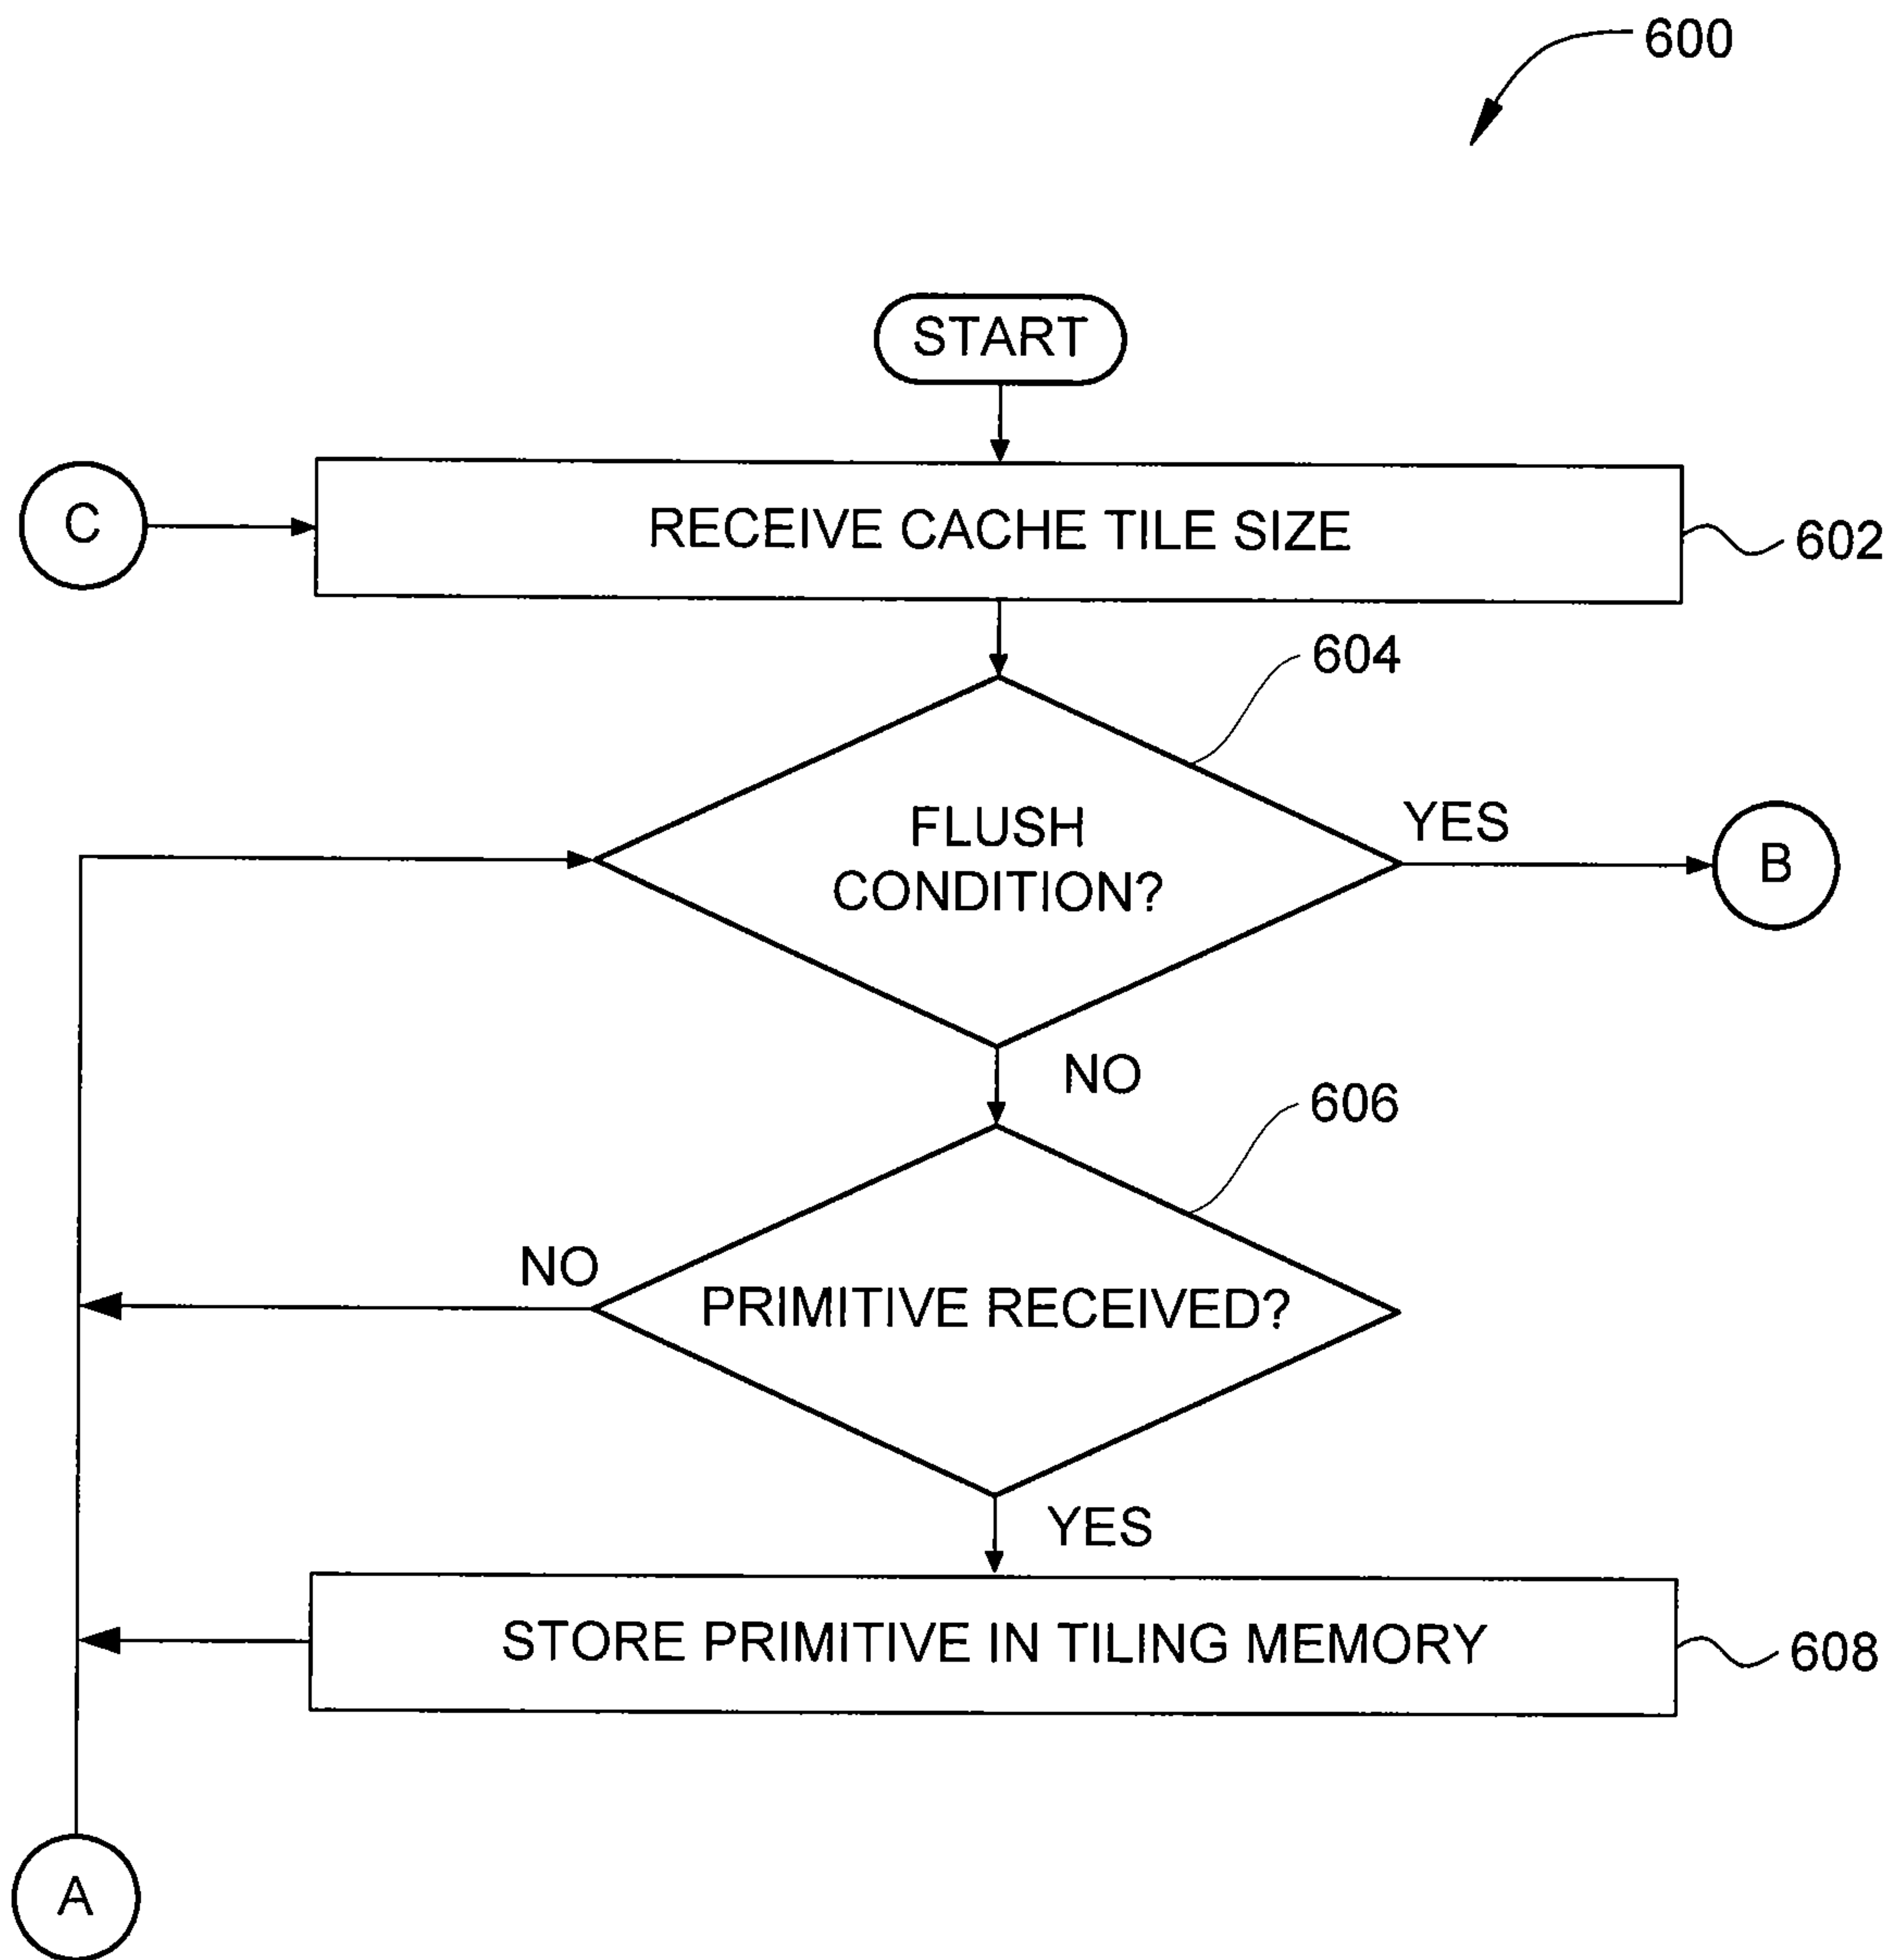 600
START
C
RECEIVE CACHE TILE SIZE
602
604
FLUSH
CONDITION?
YES
B
NO
606
NO
PRIMITIVE RECEIVED?
YES
STORE PRIMITIVE IN TILING MEMORY
608
A